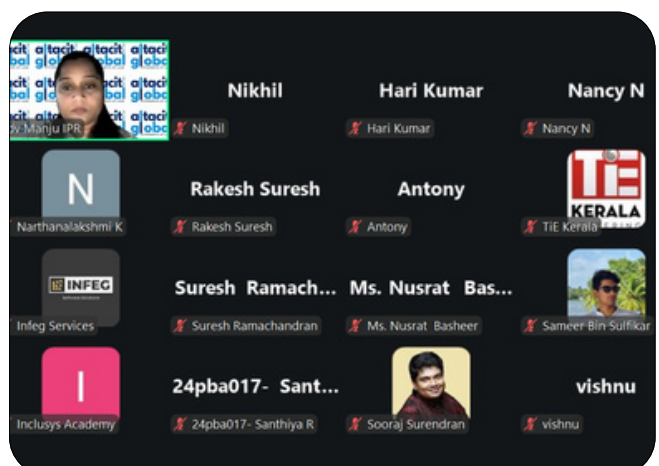 Nikhil
Hari Kumar
Nancy N
dv-Manju IPR
Nikhil
Hari Kumar
Nancy N
N
Rakesh Suresh
Antony
TiE
KERALA
Narthanalakshmi K
Rakesh Suresh
Antony
TiE Kerala
INFEG
Suresh Ramach...
Ms. Nusrat Bas...
Infeg Services
Suresh Ramachandran
Ms. Nusrat Basheer
Sameer Bin Sulfikar
I
24pba017- Sant...
vishnu
Inclusys Academy
24pba017- Santhiya R
Sooraj Surendran
vishnu